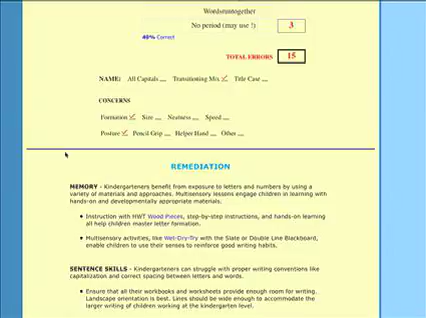 Wordsruntogether
No period (may use !) 3
40% Correct
TOTAL ERRORS 15
NAME: All Capitals __ Transitioning Mix ✓ Title Case __
CONCERNS
Formation ✓ Size __ Neatness __ Speed __
Posture ✓ Pencil Grip __ Helper Hand __ Other __
REMEDIATION
MEMORY - Kindergarteners benefit from exposure to letters and numbers by using a
variety of materials and approaches. Multisensory lessons engage children in learning with
hands-on and developmentally appropriate materials.
• Instruction with HWT Wood Pieces, step-by-step instructions, and hands-on learning
all help children master letter formation.
• Multisensory activities, like Wet-Dry-Try with the Slate or Double Line Blackboard,
enable children to use their senses to reinforce good writing habits.
SENTENCE SKILLS - Kindergarteners can struggle with proper writing conventions like
capitalization and correct spacing between letters and words.
• Ensure that all their workbooks and worksheets provide enough room for writing.
Landscape orientation is best. Lines should be wide enough to accommodate the
larger writing of children working at the kindergarten level.